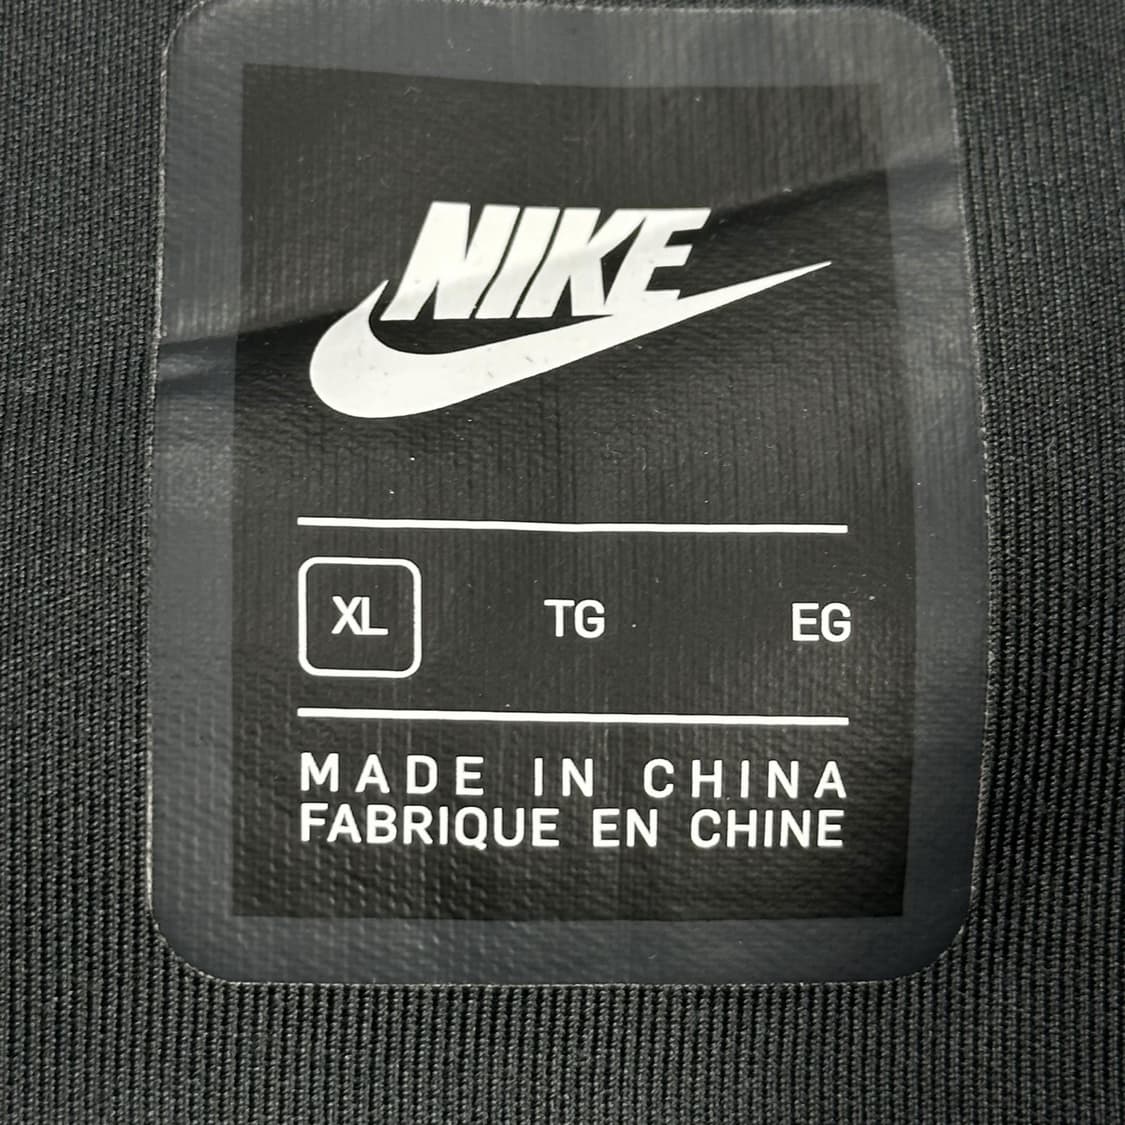 NIKE
XL TG EG
MADE IN CHINA
FABRIQUE EN CHINE